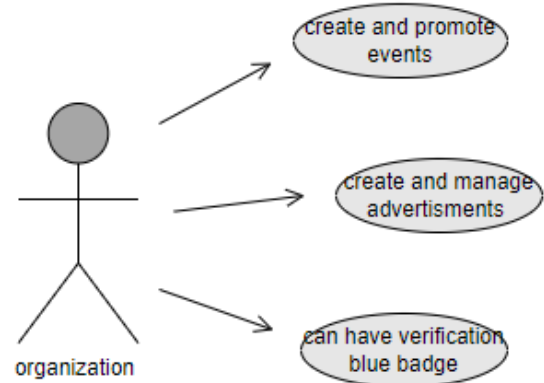 create and promote
events
create and manage
advertisments
can have verification
blue badge
organization